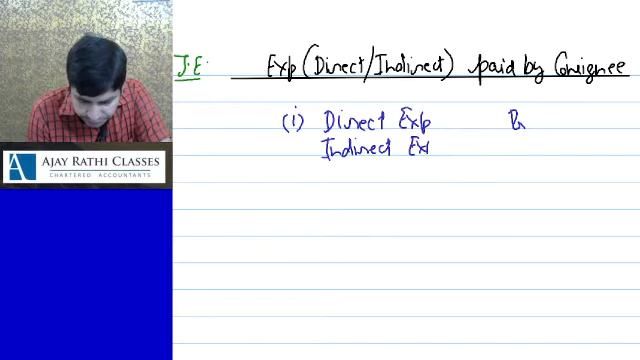 J.E. Exp (Direct/Indirect) paid by Consignee
(i) Direct Exp
Indirect Ex
AJAY RATHI CLASSES
CHARTERED ACCOUNTANTS